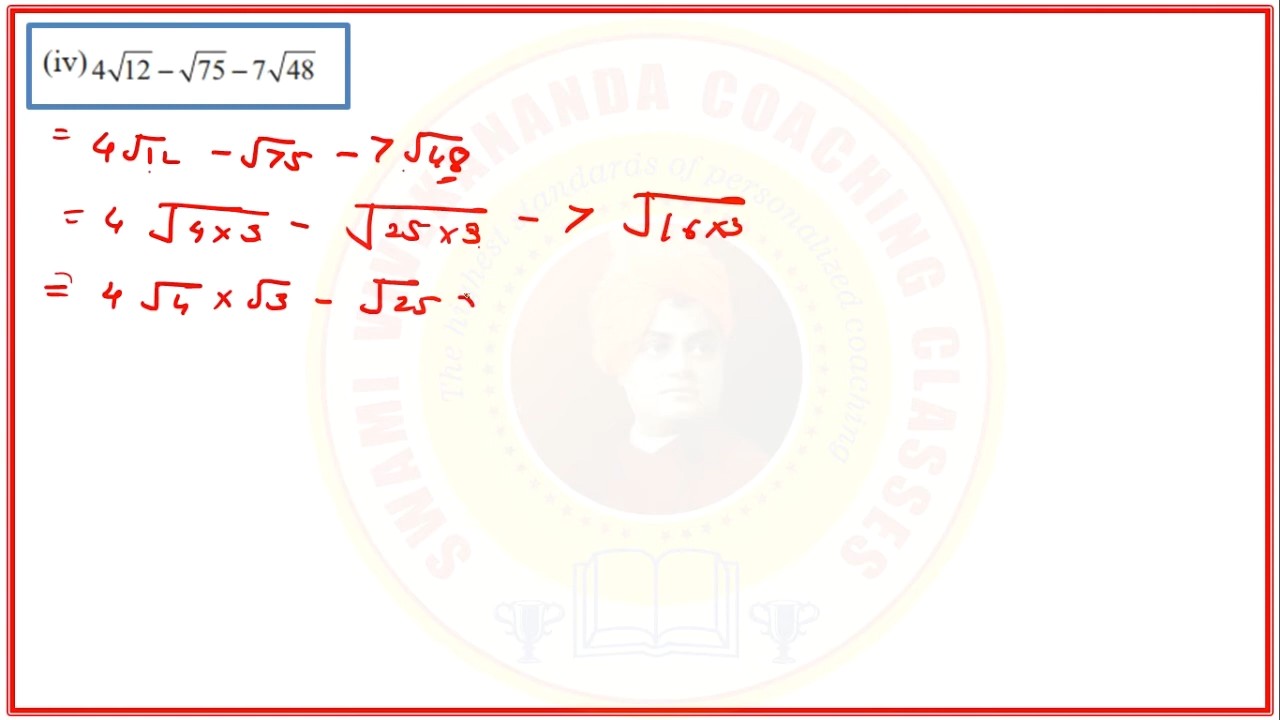 (iv) 4√12 − √75 − 7√48
= 4√12 − √75 − 7√48
= 4 √4×3 − √25×3 − 7 √16×3
= 4 √4 × √3 − √25
SWAMI VIVEKANANDA COACHING CLASSES
The highest standards of personalized coaching